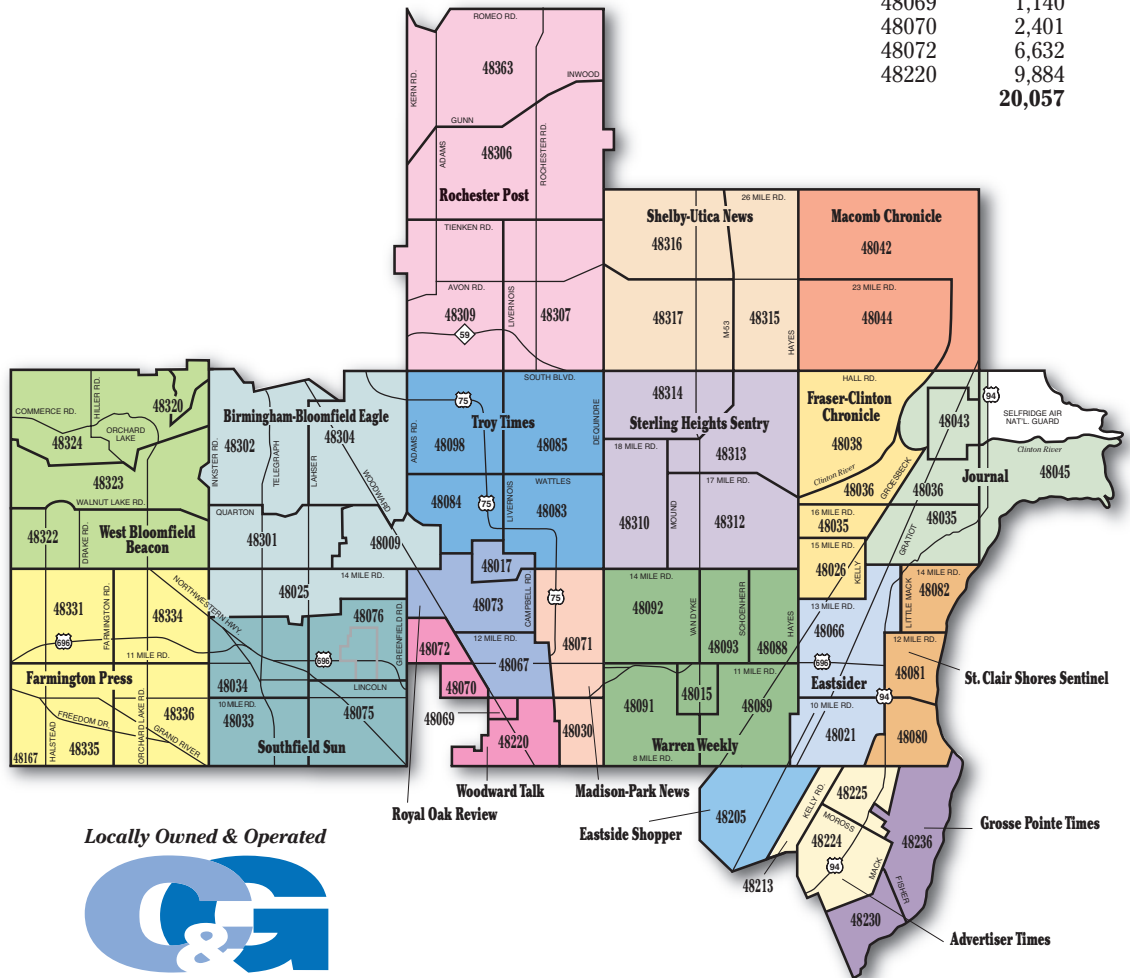 48069 1,140
48070 2,401
48072 6,632
48220 9,884
20,057
ROMEO RD.
KERN RD.
48363
INWOOD
GUNN
ADAMS
48306
ROCHESTER RD.
Rochester Post
TIENKEN RD.
AVON RD.
48309
LIVERNOIS
48307
59
26 MILE RD.
Shelby-Utica News
48316
48317
M-53
48315
HAYES
Macomb Chronicle
48042
23 MILE RD.
48044
COMMERCE RD.
HILLER RD.
48320
ORCHARD LAKE
48324
48323
WALNUT LAKE RD.
48322
DRAKE RD.
West Bloomfield
Beacon
Birmingham-Bloomfield Eagle
48302
48304
INKSTER RD.
TELEGRAPH
LAHSER
WOODWARD
QUARTON
48301
48009
14 MILE RD.
48025
75
SOUTH BLVD.
Troy Times
ADAMS RD.
48098
48085
DEQUINDRE
WATTLES
48084
75
LIVERNOIS
48083
48314
Sterling Heights Sentry
18 MILE RD.
48313
17 MILE RD.
48310
MOUND
48312
HALL RD.
Fraser-Clinton
Chronicle
48038
Clinton River
48036
GROESBECK
16 MILE RD.
48035
15 MILE RD.
48026
KELLY
94
SELFRIDGE AIR
NAT'L. GUARD
48043
Clinton River
48045
Journal
48036
48035
GRATIOT
48331
FARMINGTON RD.
48334
NORTHWESTERN HWY.
696
11 MILE RD.
Farmington Press
48336
FREEDOM DR.
HALSTEAD
48167
48335
ORCHARD LAKE RD.
GRAND RIVER
48076
GREENFIELD RD.
696
48034
LINCOLN
10 MILE RD.
48033
48075
Southfield Sun
48017
48073
CAMPBELL RD.
75
12 MILE RD.
48067
48071
48072
48070
48069
48220
48030
14 MILE RD.
48092
VAN DYKE
SCHOENHERR
48093
48088
HAYES
11 MILE RD.
48015
48091
48089
Warren Weekly
8 MILE RD.
13 MILE RD.
48066
696
Eastsider
10 MILE RD.
48021
14 MILE RD.
48082
LITTLE MACK
12 MILE RD.
48081
94
48080
St. Clair Shores Sentinel
Woodward Talk
Madison-Park News
Royal Oak Review
Eastside Shopper
48205
KELLY RD.
48225
MOROSS
48224
94
MACK
48213
48236
FISHER
48230
Grosse Pointe Times
Advertiser Times
Locally Owned & Operated
C&G